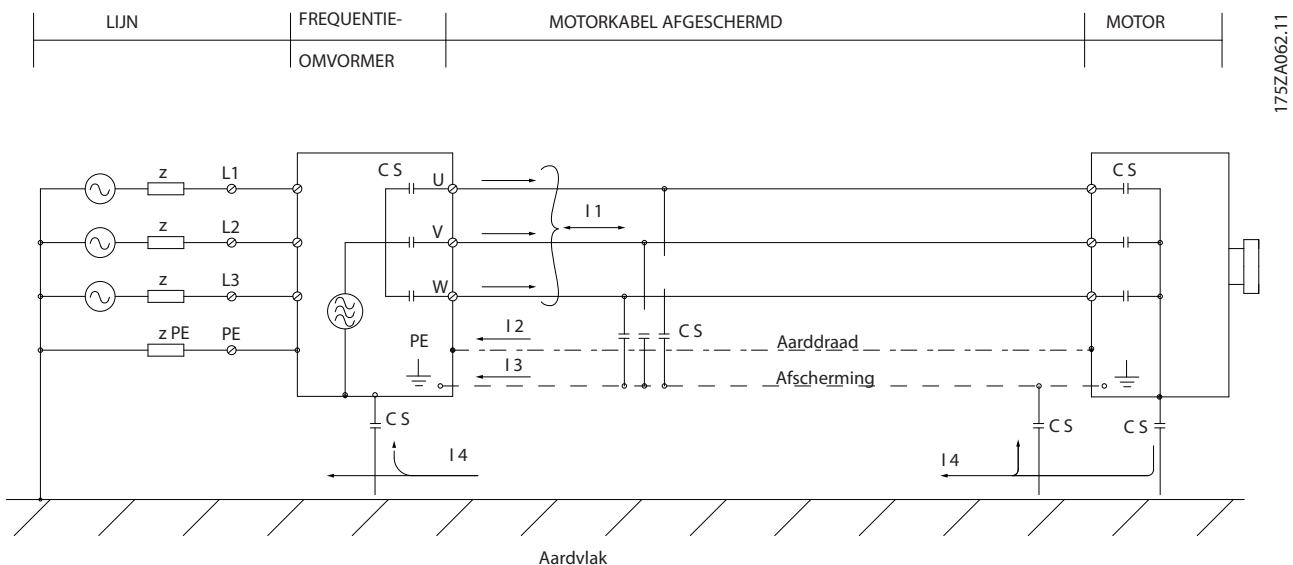 LIJN
FREQUENTIE-
OMVORMER
MOTORKABEL AFGESCHERMD
MOTOR
175ZA062.11
z
L1
C S
U
I 1
C S
z
L2
V
z
L3
W
I 2
C S
z PE
PE
PE
Aarddraad
I 3
Afscherming
C S
I 4
I 4
C S
C S
Aardvlak